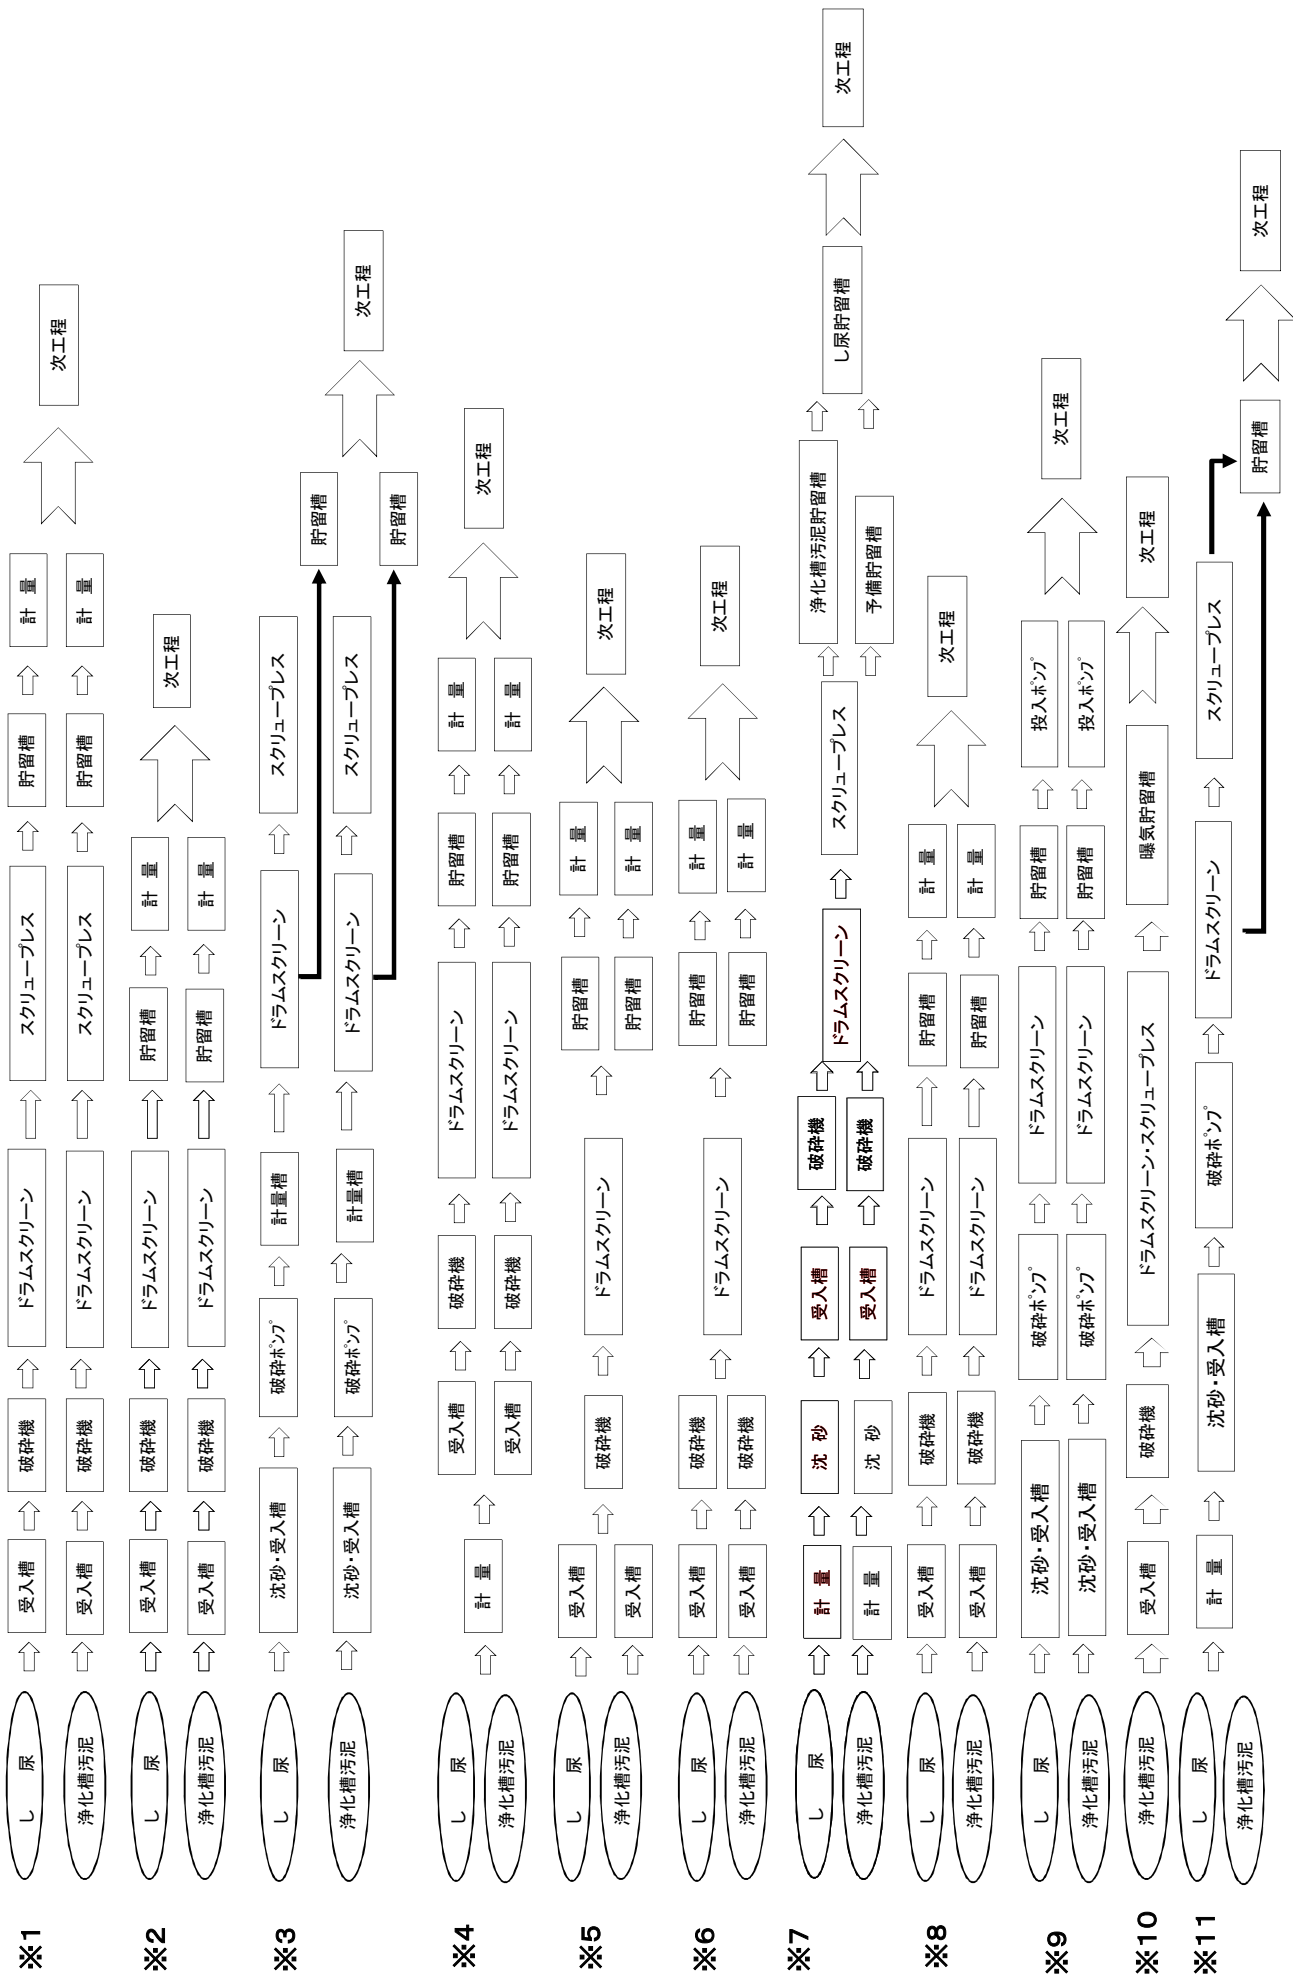 ※1
し 尿
受入槽
破砕機
ドラムスクリーン
スクリュープレス
貯留槽
計 量
浄化槽汚泥
受入槽
破砕機
ドラムスクリーン
スクリュープレス
貯留槽
計 量
次工程
※2
し 尿
受入槽
破砕機
ドラムスクリーン
貯留槽
計 量
浄化槽汚泥
受入槽
破砕機
ドラムスクリーン
貯留槽
計 量
次工程
※3
し 尿
沈砂・受入槽
破砕ポンプ
計量槽
ドラムスクリーン
スクリュープレス
貯留槽
浄化槽汚泥
沈砂・受入槽
破砕ポンプ
計量槽
ドラムスクリーン
スクリュープレス
貯留槽
次工程
※4
し 尿
浄化槽汚泥
計 量
受入槽
破砕機
ドラムスクリーン
貯留槽
計 量
受入槽
破砕機
ドラムスクリーン
貯留槽
計 量
次工程
※5
し 尿
受入槽
浄化槽汚泥
受入槽
破砕機
ドラムスクリーン
貯留槽
計 量
貯留槽
計 量
次工程
※6
し 尿
受入槽
破砕機
浄化槽汚泥
受入槽
破砕機
ドラムスクリーン
貯留槽
計 量
貯留槽
計 量
次工程
※7
し 尿
計 量
沈 砂
受入槽
破砕機
浄化槽汚泥
計 量
沈 砂
受入槽
破砕機
ドラムスクリーン
スクリュープレス
浄化槽汚泥貯留槽
予備貯留槽
し尿貯留槽
次工程
※8
し 尿
受入槽
破砕機
ドラムスクリーン
貯留槽
計 量
浄化槽汚泥
受入槽
破砕機
ドラムスクリーン
貯留槽
計 量
次工程
※9
し 尿
沈砂・受入槽
破砕ポンプ
ドラムスクリーン
貯留槽
投入ポンプ
浄化槽汚泥
沈砂・受入槽
破砕ポンプ
ドラムスクリーン
貯留槽
投入ポンプ
次工程
※10
浄化槽汚泥
受入槽
破砕機
ドラムスクリーン・スクリュープレス
曝気貯留槽
次工程
※11
し 尿
浄化槽汚泥
計 量
沈砂・受入槽
破砕ポンプ
ドラムスクリーン
スクリュープレス
貯留槽
次工程